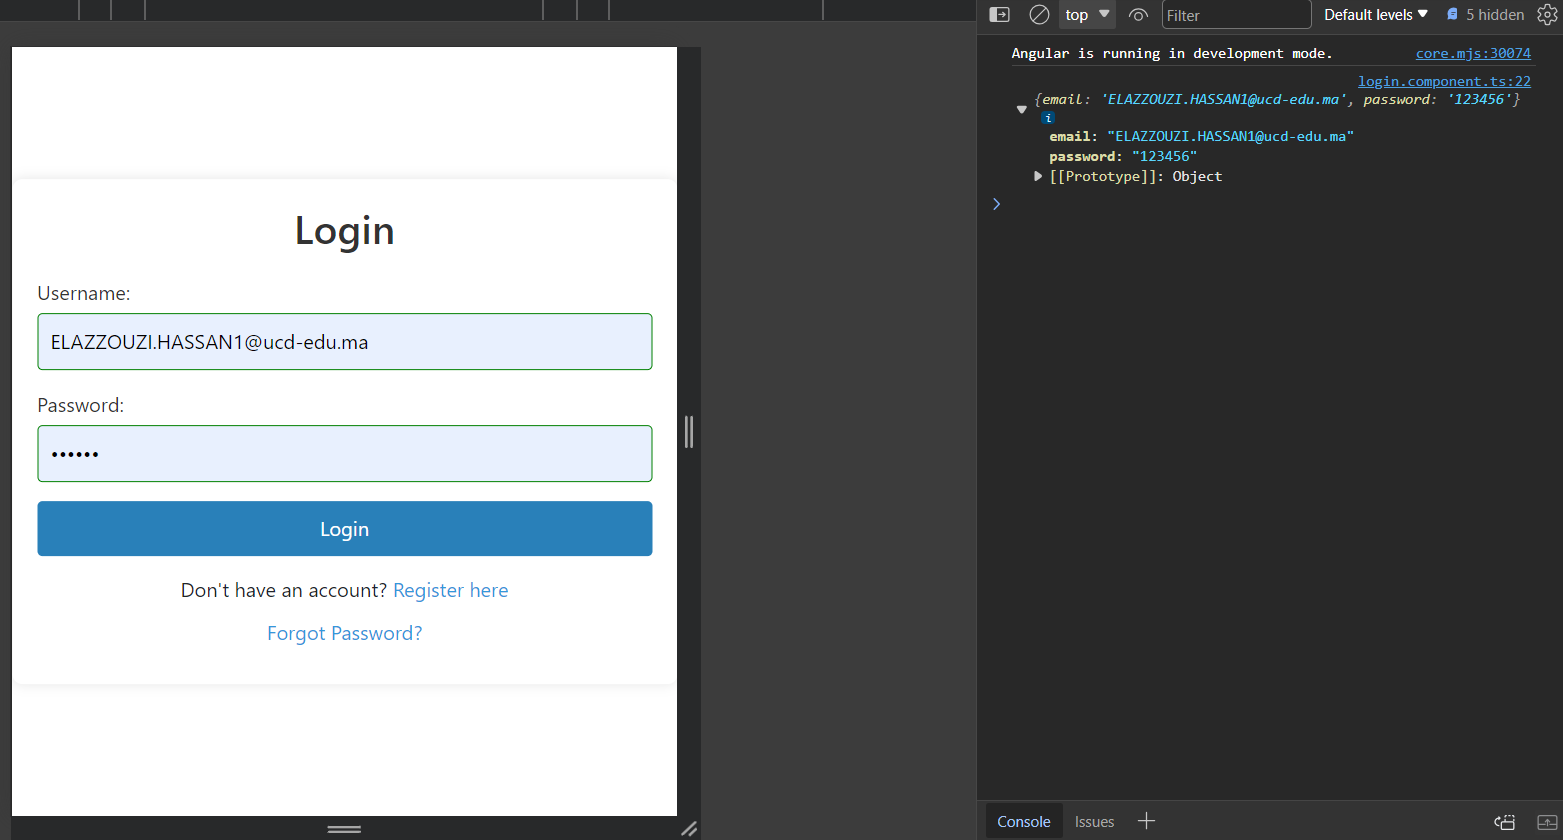 Login
Username:
ELAZZOUZI.HASSAN1@ucd-edu.ma
Password:
••••••
Login
Don't have an account? Register here
Forgot Password?
top
Filter
Default levels
5 hidden
Angular is running in development mode. core.mjs:30074
login.component.ts:22
{email: 'ELAZZOUZI.HASSAN1@ucd-edu.ma', password: '123456'}
i
email: "ELAZZOUZI.HASSAN1@ucd-edu.ma"
password: "123456"
[[Prototype]]: Object
Console
Issues